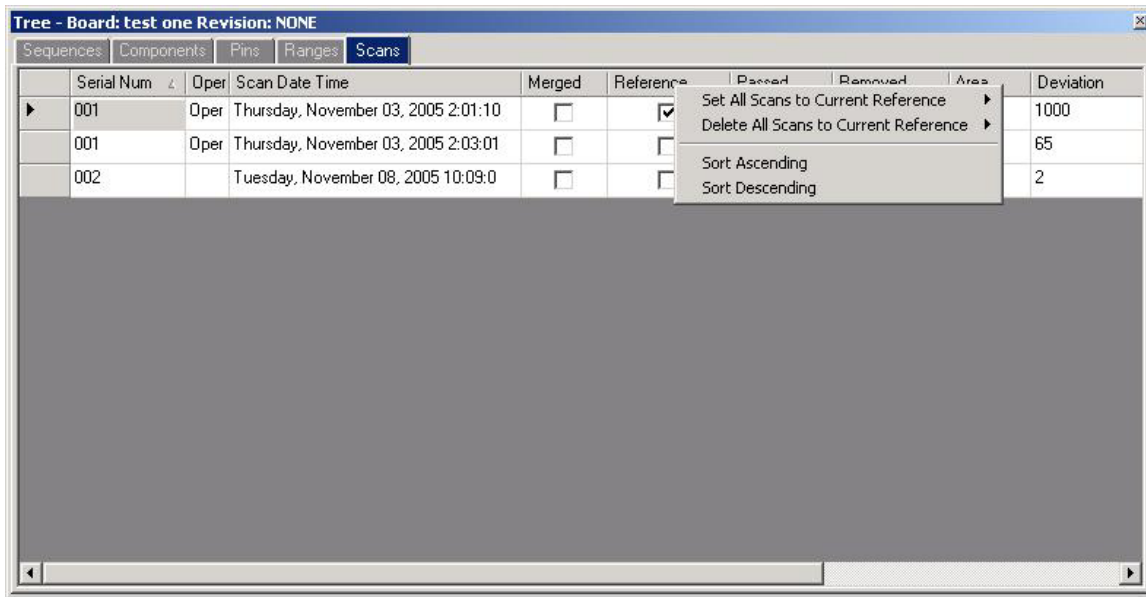 Tree - Board: test one Revision: NONE
Sequences Components Pins Ranges Scans
Serial Num Oper Scan Date Time Merged Reference Passed Removed Area Deviation
001 Oper Thursday, November 03, 2005 2:01:10 1000
001 Oper Thursday, November 03, 2005 2:03:01 65
002 Tuesday, November 08, 2005 10:09:0 2
Set All Scans to Current Reference
Delete All Scans to Current Reference
Sort Ascending
Sort Descending